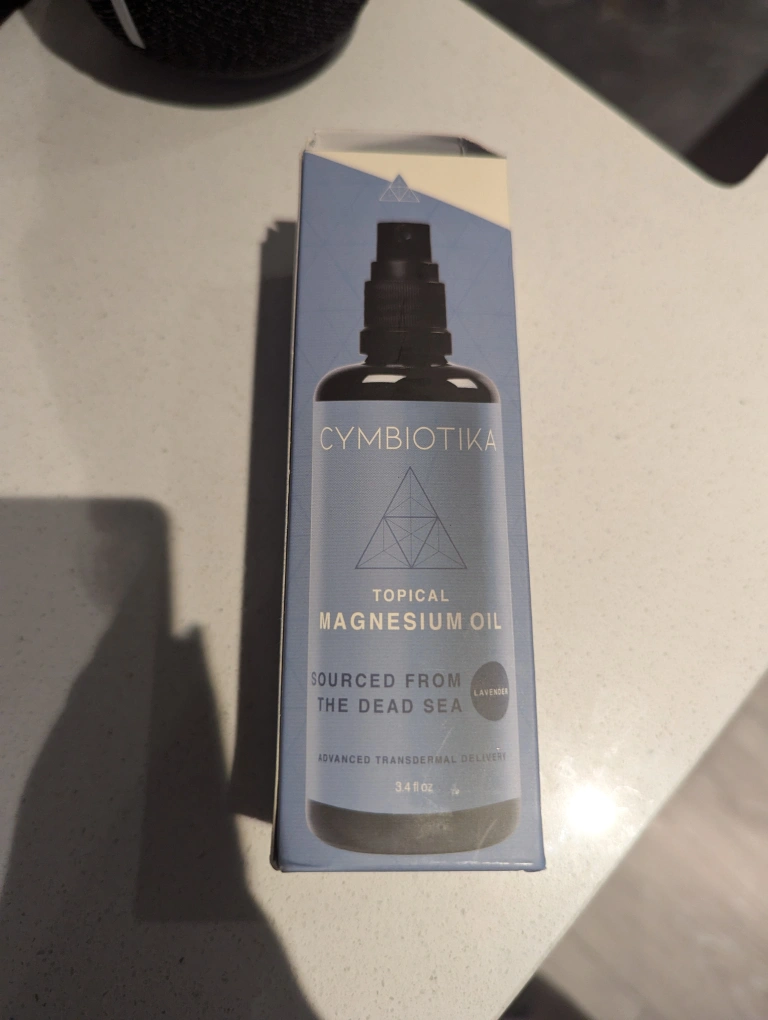 CYMBIOTIKA
TOPICAL
MAGNESIUM OIL
SOURCED FROM
THE DEAD SEA
LAVENDER
ADVANCED TRANSDERMAL DELIVERY
3.4 fl oz